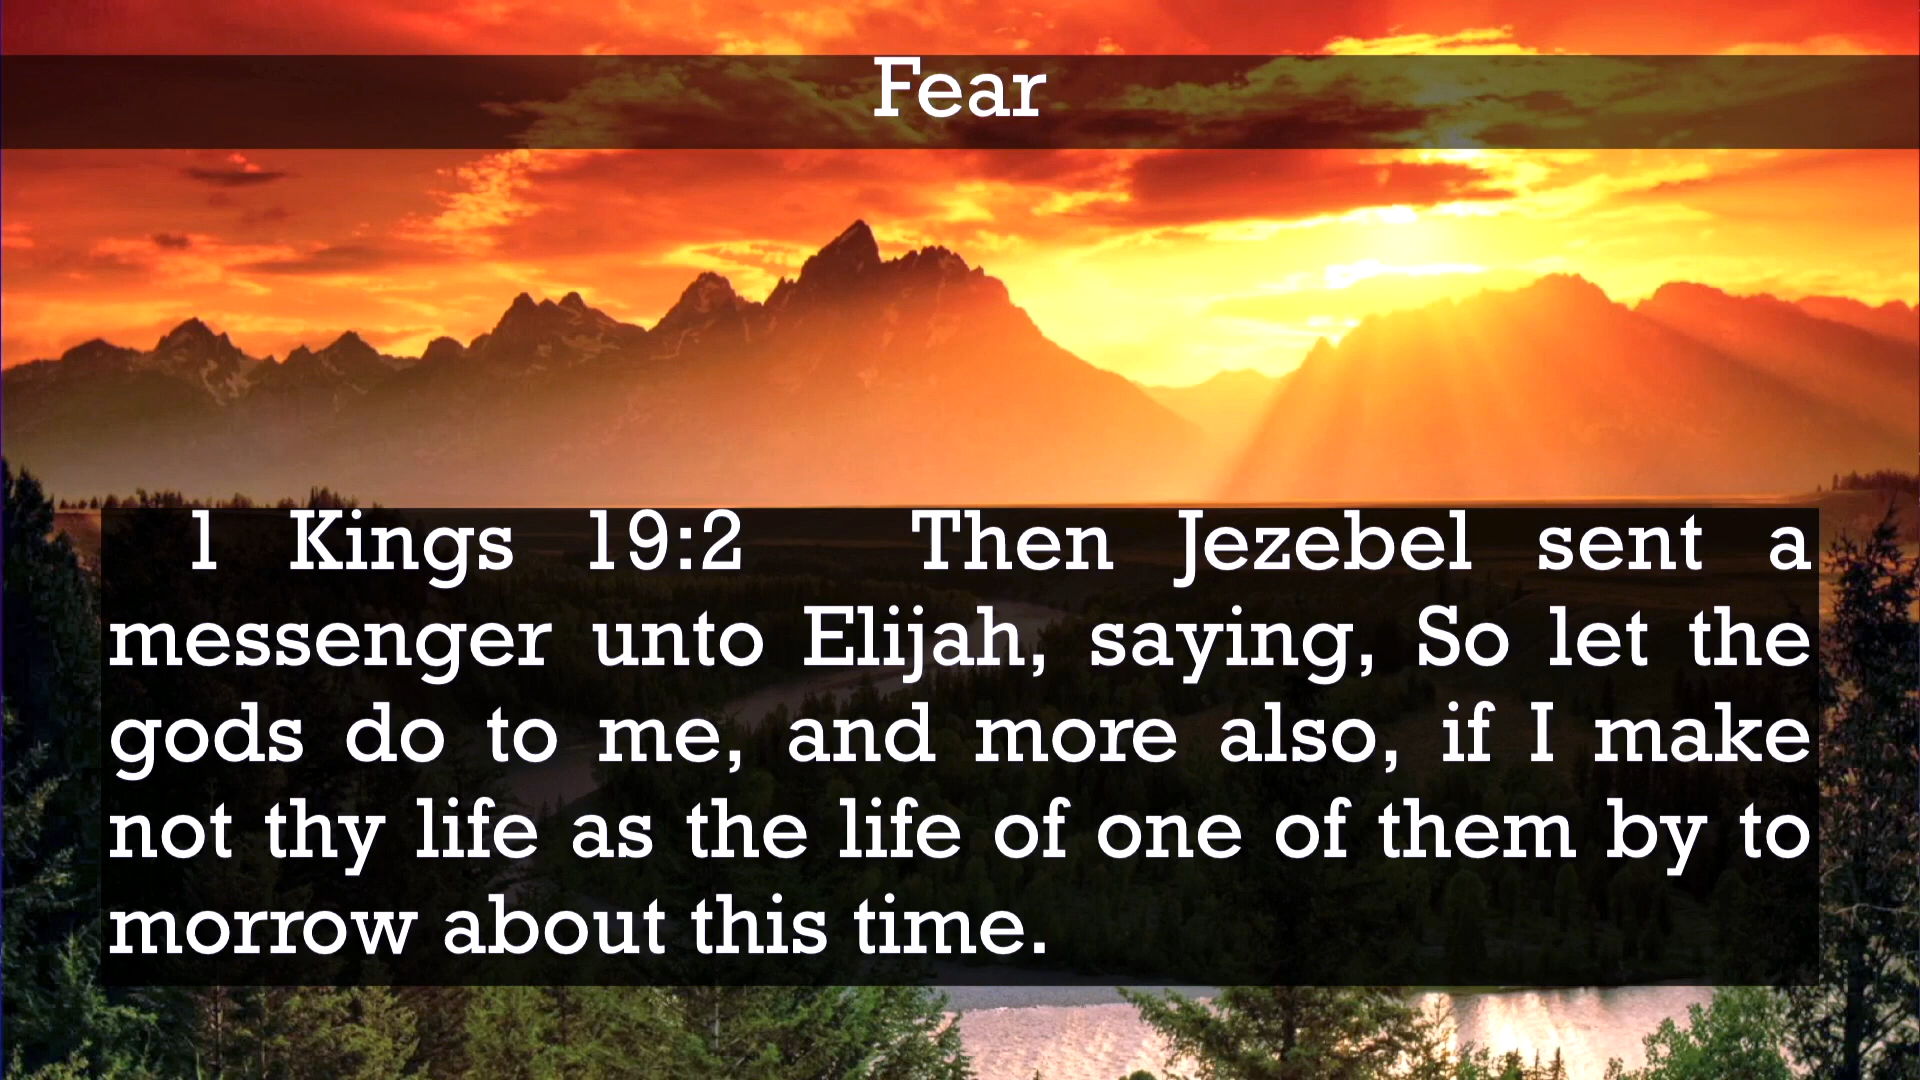 Fear
1 Kings 19:2 Then Jezebel sent a
messenger unto Elijah, saying, So let the
gods do to me, and more also, if I make
not thy life as the life of one of them by to
morrow about this time.